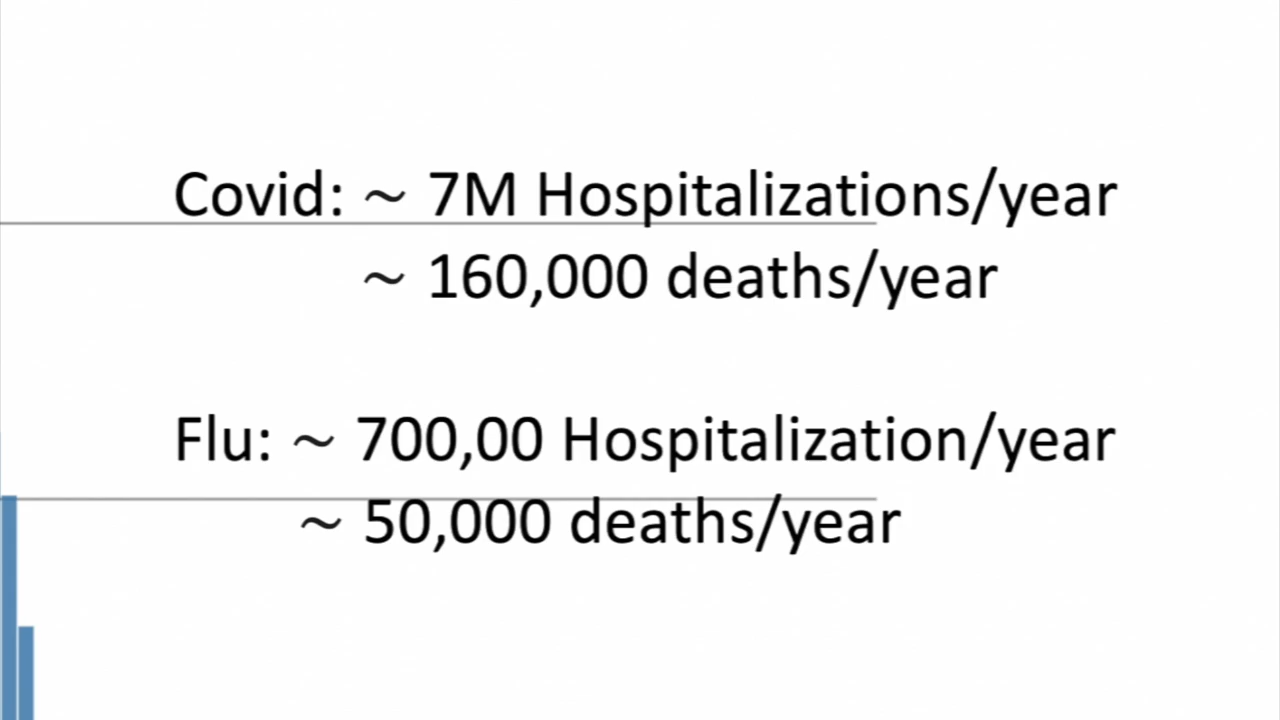 Covid: ~ 7M Hospitalizations/year
~ 160,000 deaths/year
Flu: ~ 700,00 Hospitalization/year
~ 50,000 deaths/year